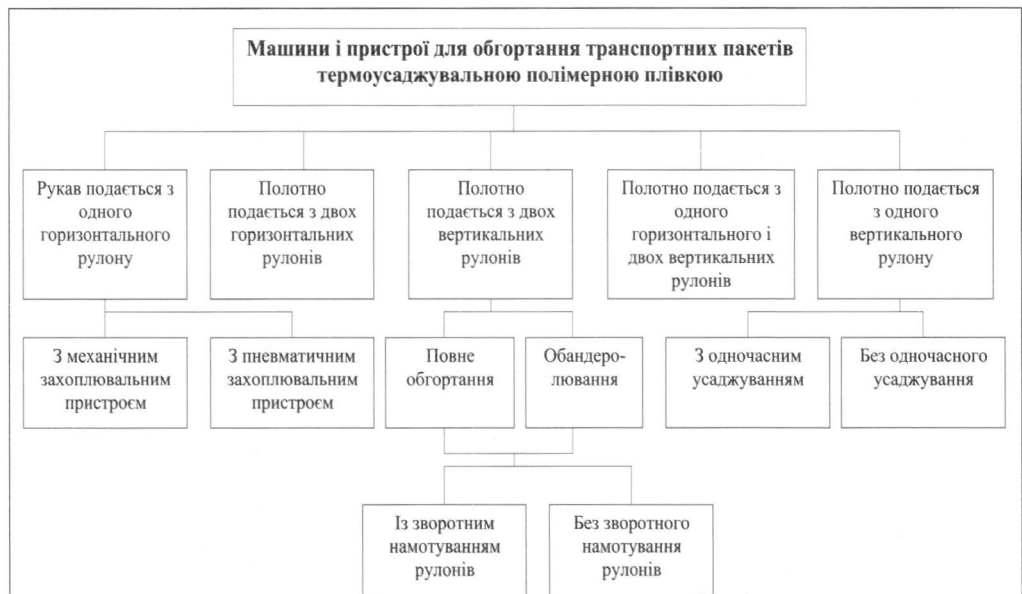 Машини і пристрої для обгортання транспортних пакетів
термоусаджувальною полімерною плівкою
Рукав подається з
одного
горизонтального
рулону
Полотно
подається з двох
горизонтальних
рулонів
Полотно
подається з двох
вертикальних
рулонів
Полотно подається з
одного
горизонтального і
двох вертикальних
рулонів
Полотно подається
з одного
вертикального
рулону
З механічним
захоплювальним
пристроєм
З пневматичним
захоплювальним
пристроєм
Повне
обгортання
Обандеро-
лювання
З одночасним
усаджуванням
Без одночасного
усаджування
Із зворотним
намотуванням
рулонів
Без зворотного
намотування
рулонів